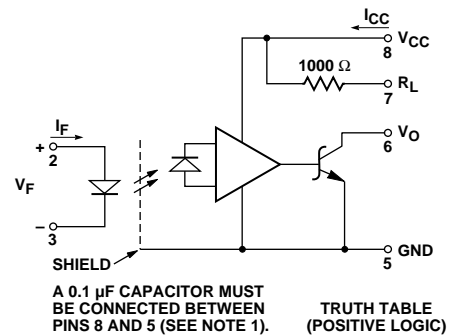 ICC
VCC
8
1000 Ω
RL
7
IF
VO
6
+
2
VF
–
3
GND
5
SHIELD
A 0.1 µF CAPACITOR MUST
BE CONNECTED BETWEEN
PINS 8 AND 5 (SEE NOTE 1).
TRUTH TABLE
(POSITIVE LOGIC)